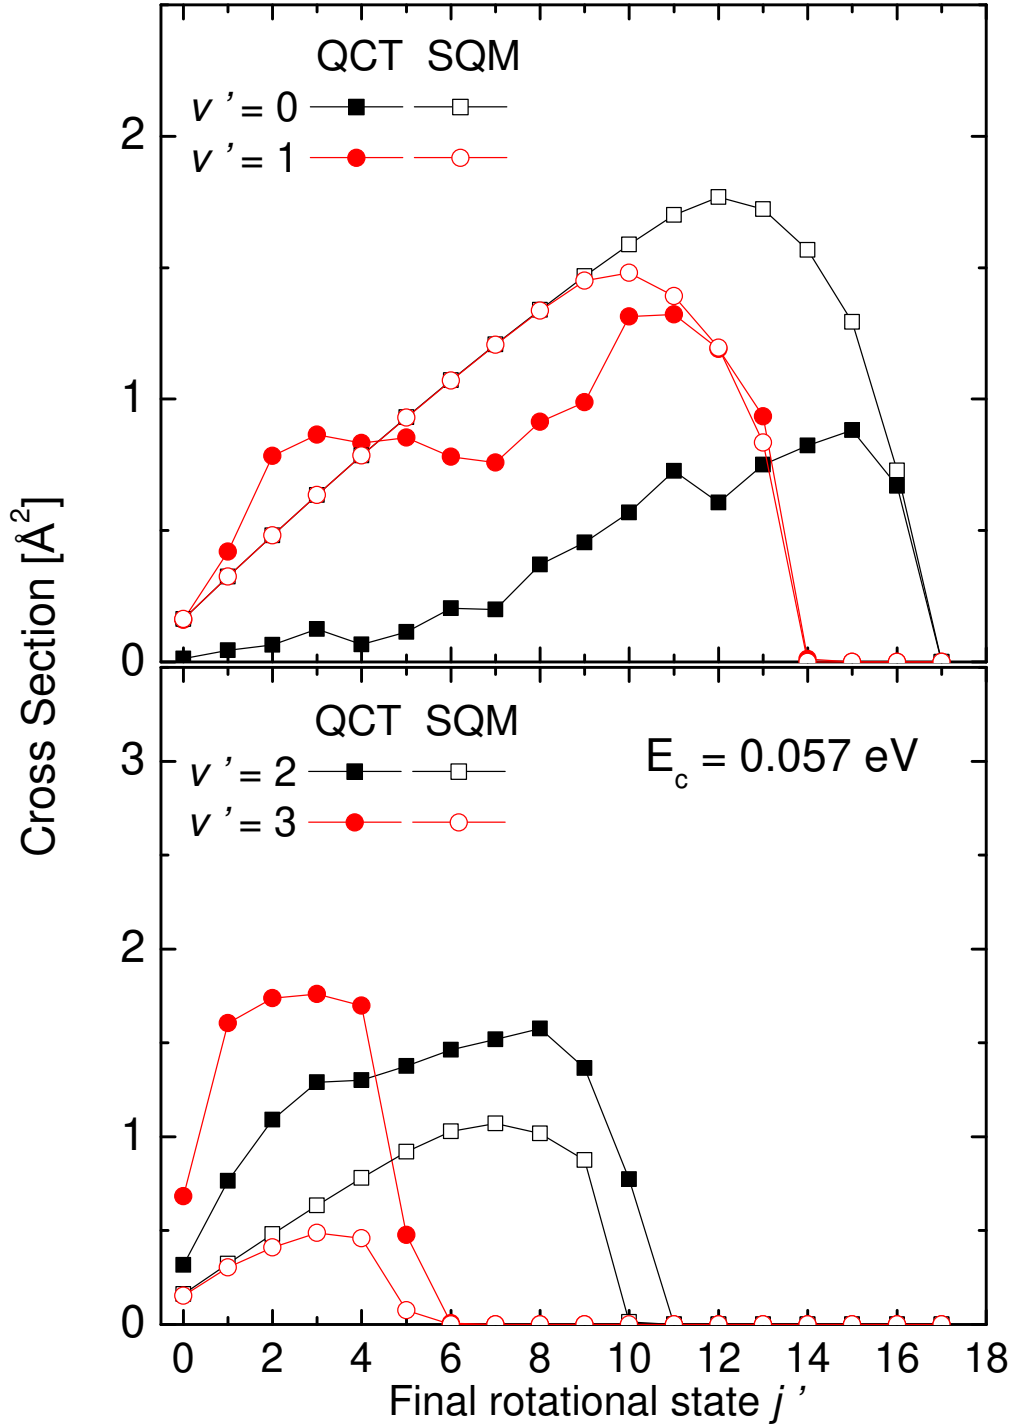 QCT SQM
v ’ = 0
v ’ = 1
2
1
0
Cross Section [Å²]
QCT SQM
v ’ = 2
v ’ = 3
E_c = 0.057 eV
3
2
1
0
0 2 4 6 8 10 12 14 16 18
Final rotational state j ’